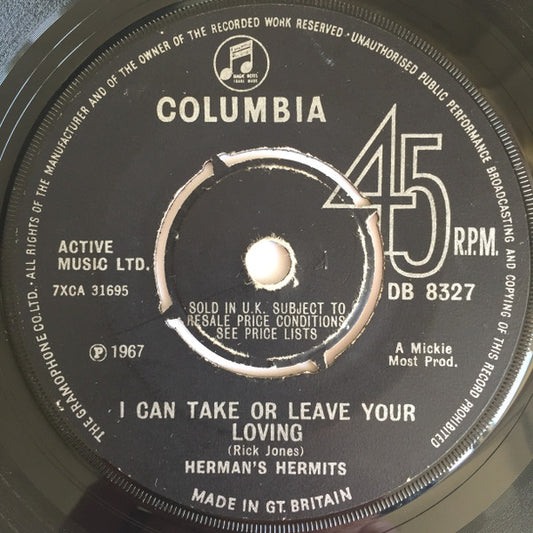 THE GRAMOPHONE CO. LTD. · ALL RIGHTS OF THE MANUFACTURER AND OF THE OWNER OF THE RECORDED WORK RESERVED · UNAUTHORISED PUBLIC PERFORMANCE BROADCASTING AND COPYING OF THIS RECORD PROHIBITED
MAGIC NOTES
TRADE MARK
COLUMBIA
45
R.P.M.
ACTIVE
MUSIC LTD.
7XCA 31695
DB 8327
SOLD IN U.K. SUBJECT TO
RESALE PRICE CONDITIONS,
SEE PRICE LISTS
Ⓟ 1967
A Mickie
Most Prod.
I CAN TAKE OR LEAVE YOUR
LOVING
(Rick Jones)
HERMAN'S HERMITS
MADE IN GT. BRITAIN